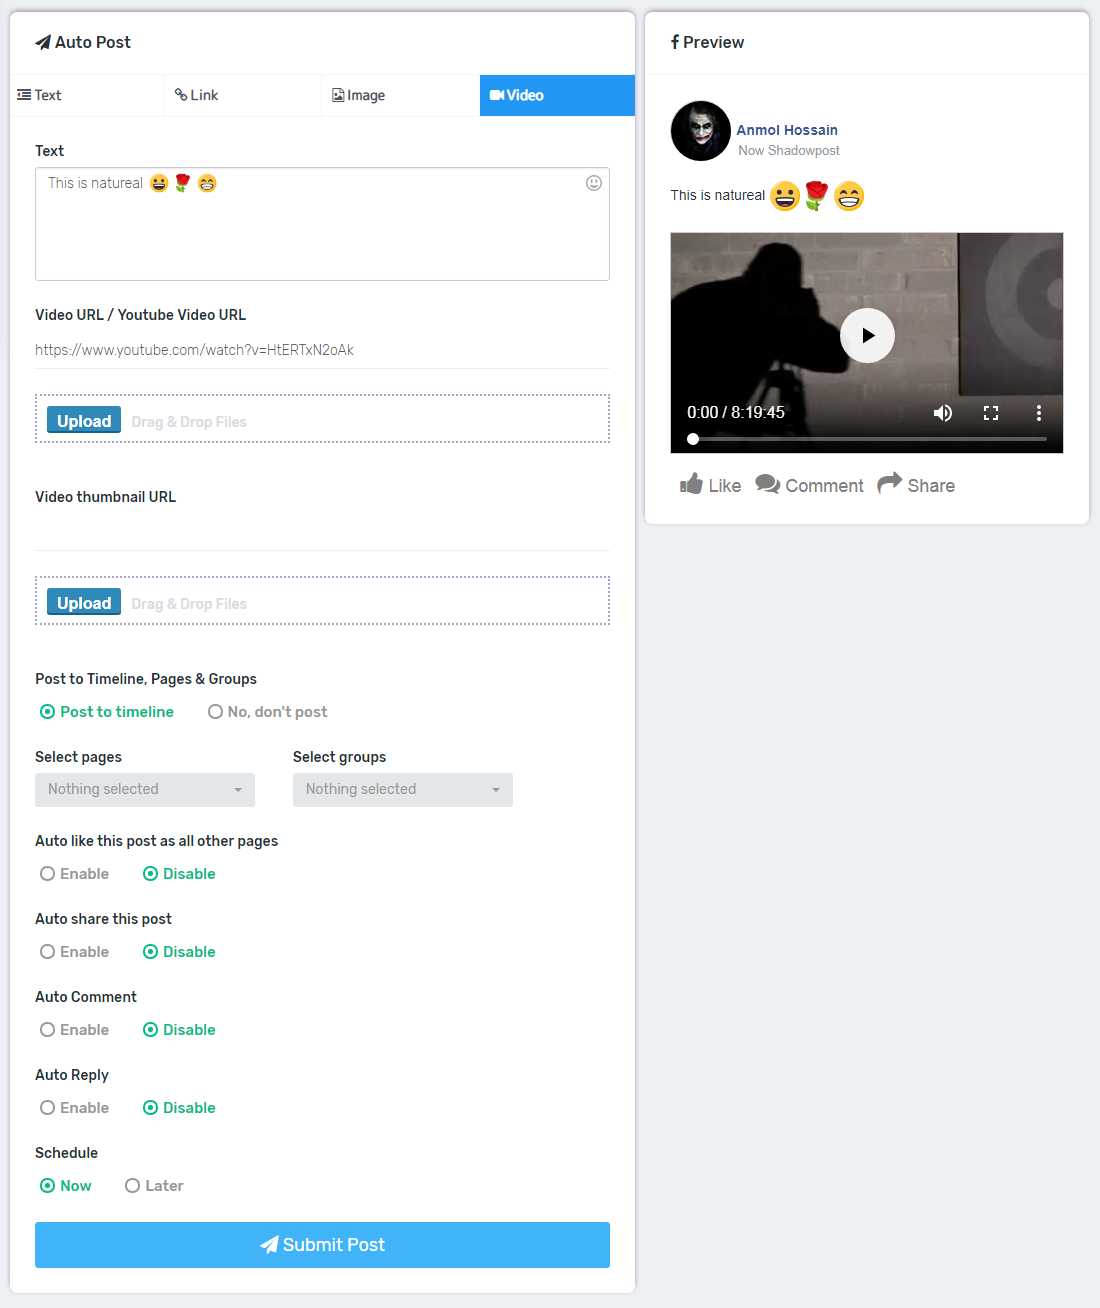 Auto Post
Text
Link
Image
Video
Text
This is natureal 😀🌹😁
Video URL / Youtube Video URL
https://www.youtube.com/watch?v=HtERTxN2oAk
Upload Drag & Drop Files
Video thumbnail URL
Upload Drag & Drop Files
Post to Timeline, Pages & Groups
Post to timeline No, don't post
Select pages Select groups
Nothing selected Nothing selected
Auto like this post as all other pages
Enable Disable
Auto share this post
Enable Disable
Auto Comment
Enable Disable
Auto Reply
Enable Disable
Schedule
Now Later
Submit Post
Preview
Anmol Hossain
Now Shadowpost
This is natureal 😀🌹😁
0:00 / 8:19:45
Like Comment Share